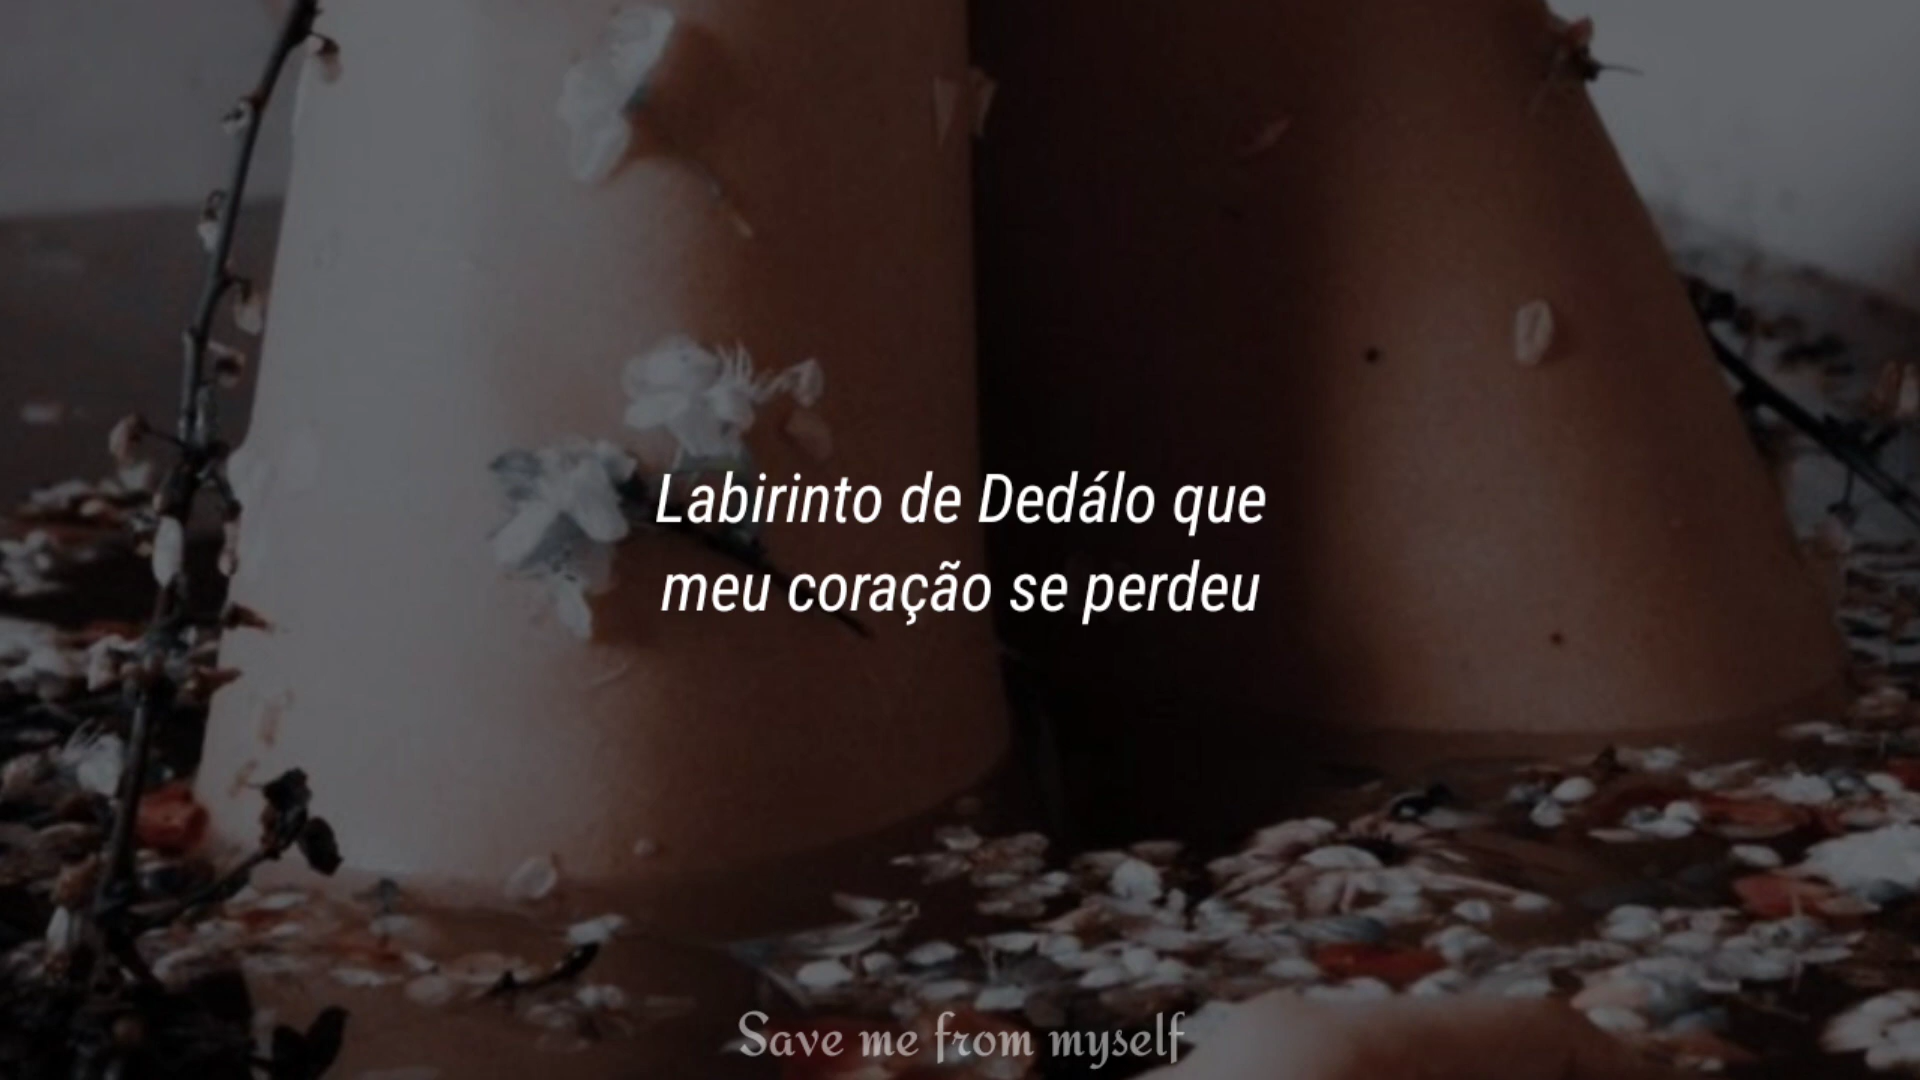 Labirinto de Dedálo que
meu coração se perdeu
Save me from myself